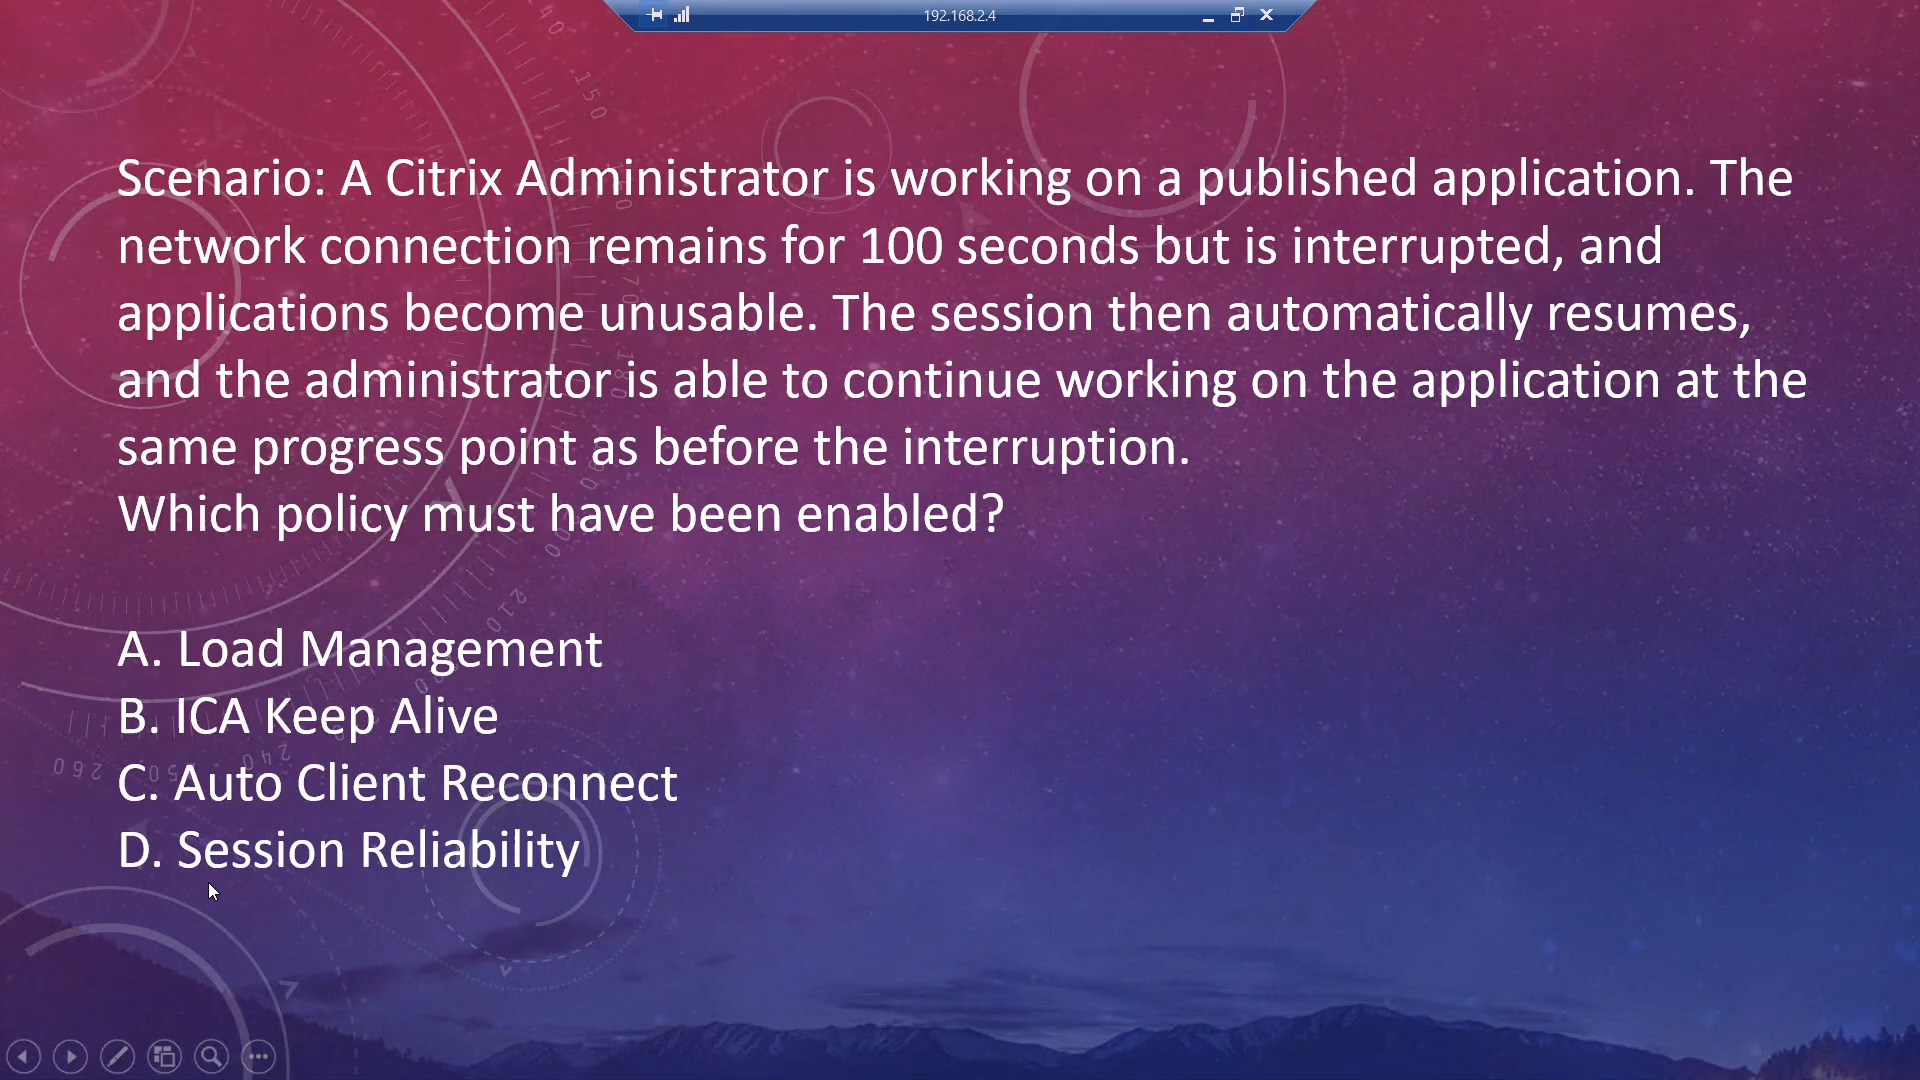 192.168.2.4
Scenario: A Citrix Administrator is working on a published application. The
network connection remains for 100 seconds but is interrupted, and
applications become unusable. The session then automatically resumes,
and the administrator is able to continue working on the application at the
same progress point as before the interruption.
Which policy must have been enabled?
A. Load Management
B. ICA Keep Alive
C. Auto Client Reconnect
D. Session Reliability